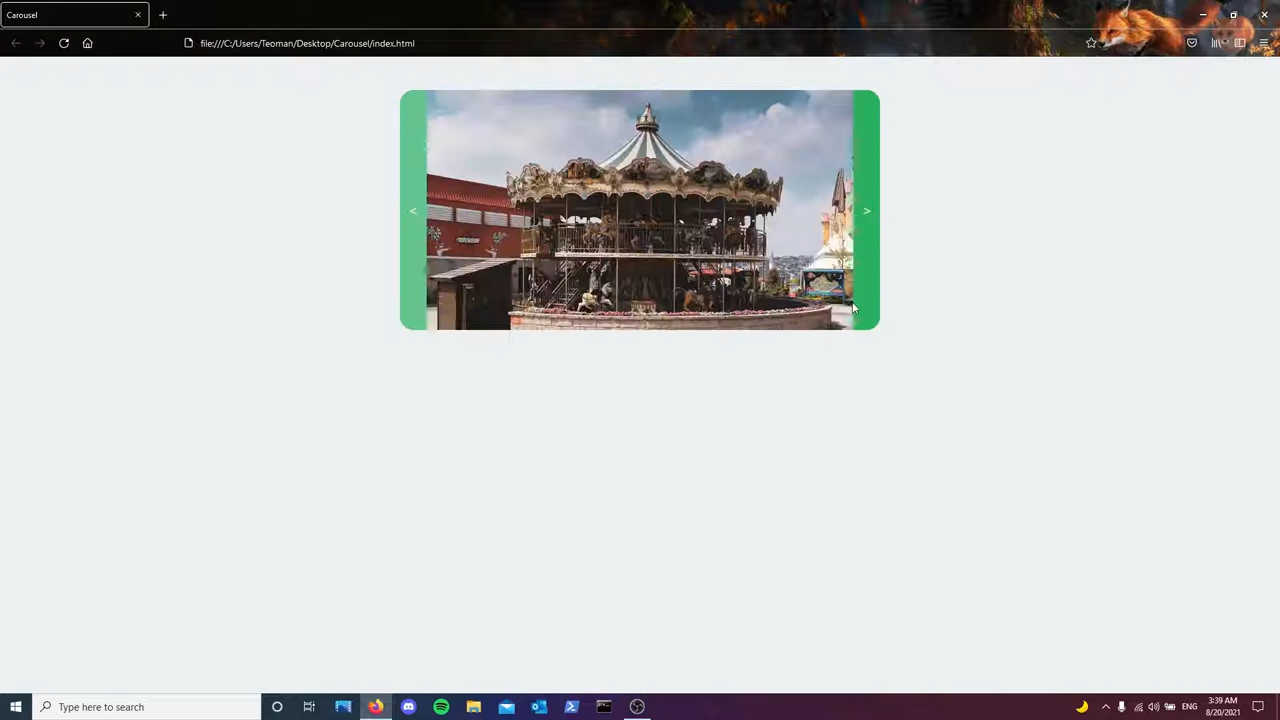 Carousel
file:///C:/Users/Teoman/Desktop/Carousel/index.html
<
>
Type here to search
ENG
3:39 AM
8/20/2021